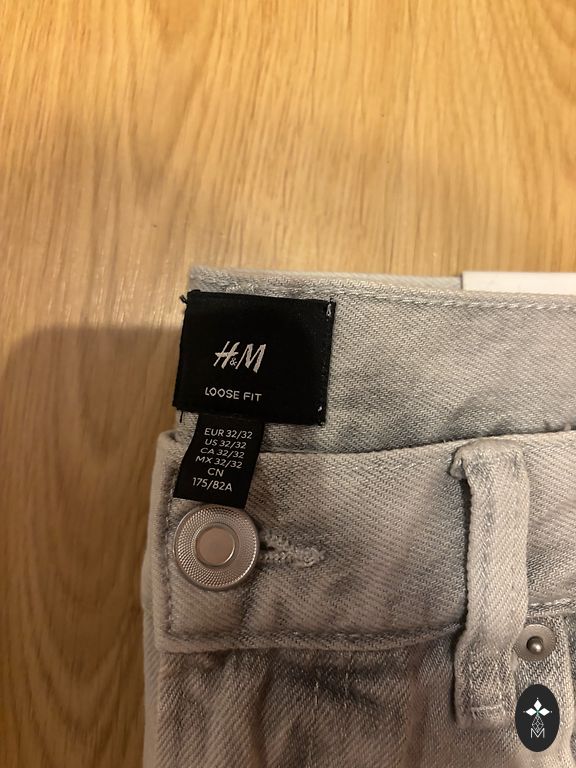 H&M
LOOSE FIT
EUR 32/32
US 32/32
CA 32/32
MX 32/32
CN
175/82A
M